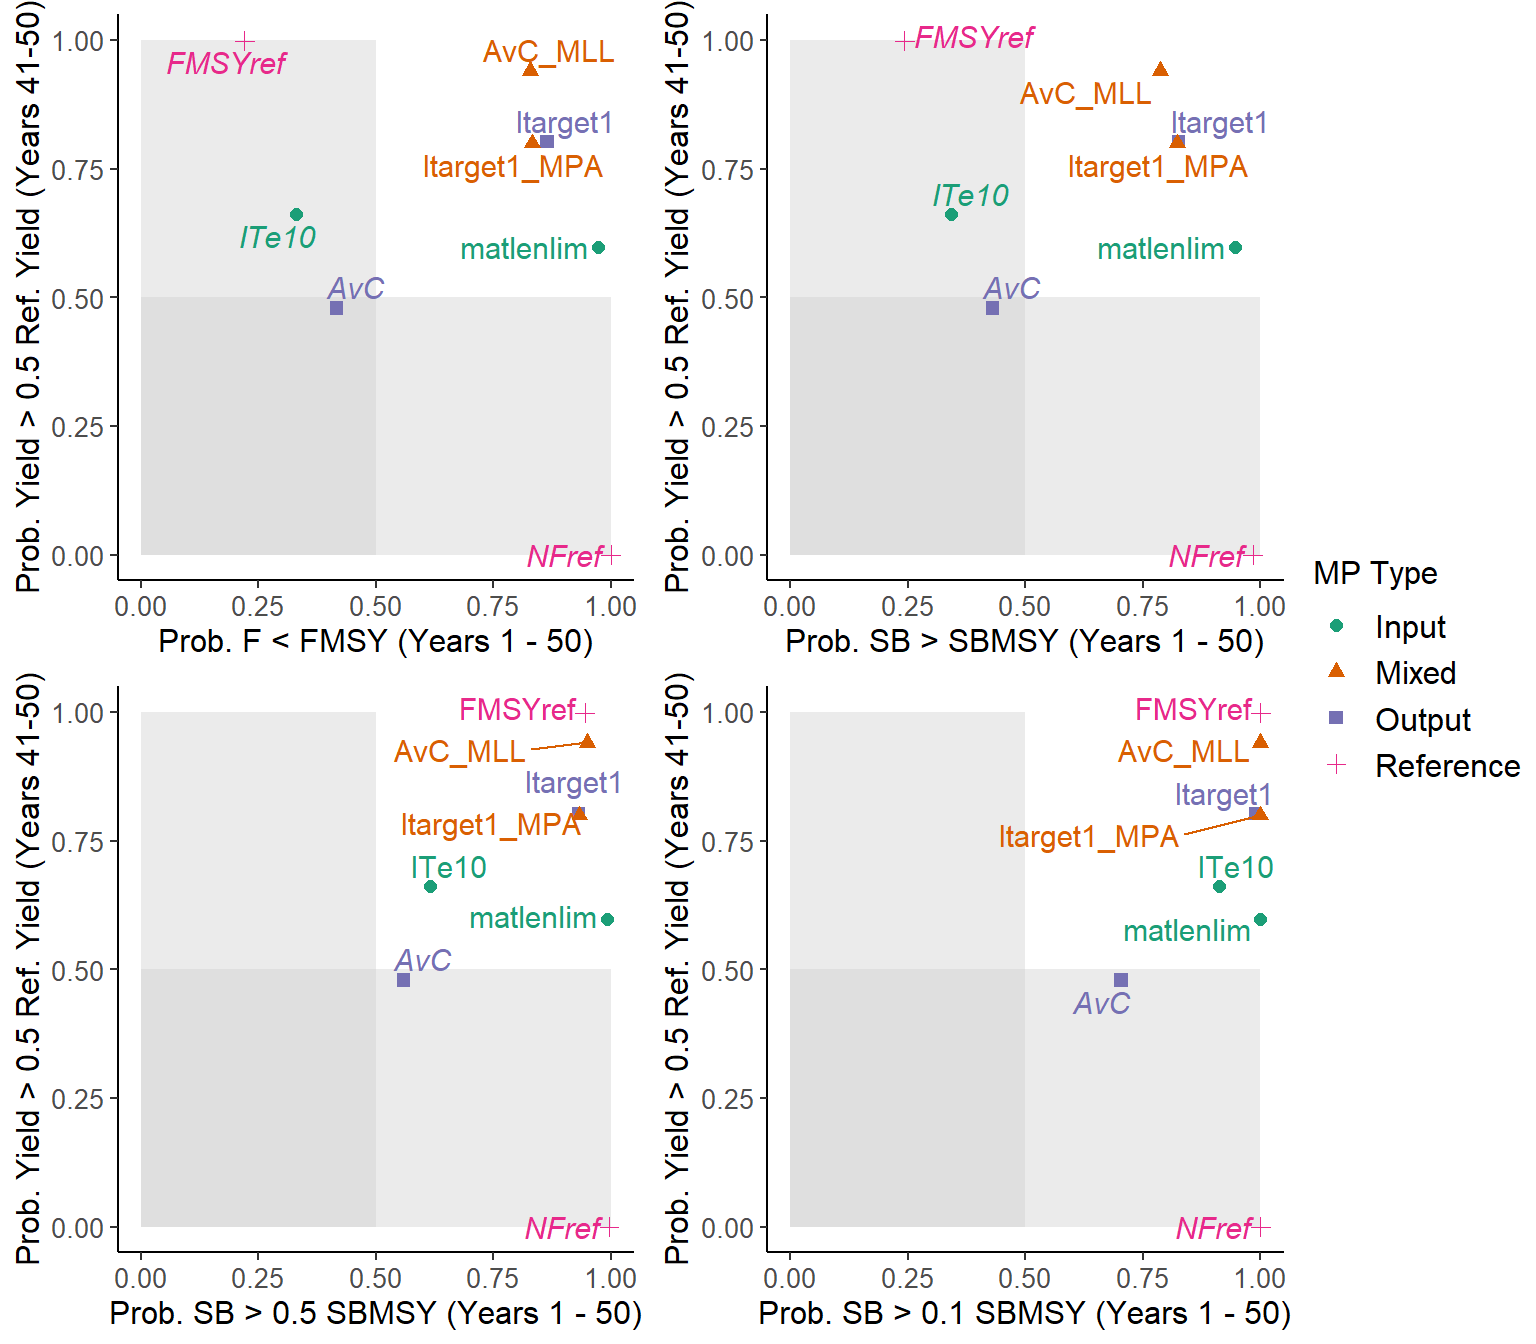 Prob. Yield > 0.5 Ref. Yield (Years 41-50)
1.00
0.75
0.50
0.25
0.00
FMSYref
AvC_MLL
Itarget1
Itarget1_MPA
ITe10
matlenlim
AvC
NFref
0.00 0.25 0.50 0.75 1.00
Prob. F < FMSY (Years 1 - 50)
Prob. Yield > 0.5 Ref. Yield (Years 41-50)
1.00
0.75
0.50
0.25
0.00
FMSYref
AvC_MLL
Itarget1
Itarget1_MPA
ITe10
matlenlim
AvC
NFref
0.00 0.25 0.50 0.75 1.00
Prob. SB > SBMSY (Years 1 - 50)
MP Type
Input
Mixed
Output
Reference
Prob. Yield > 0.5 Ref. Yield (Years 41-50)
1.00
0.75
0.50
0.25
0.00
FMSYref
AvC_MLL
Itarget1
Itarget1_MPA
ITe10
matlenlim
AvC
NFref
0.00 0.25 0.50 0.75 1.00
Prob. SB > 0.5 SBMSY (Years 1 - 50)
Prob. Yield > 0.5 Ref. Yield (Years 41-50)
1.00
0.75
0.50
0.25
0.00
FMSYref
AvC_MLL
Itarget1
Itarget1_MPA
ITe10
matlenlim
AvC
NFref
0.00 0.25 0.50 0.75 1.00
Prob. SB > 0.1 SBMSY (Years 1 - 50)